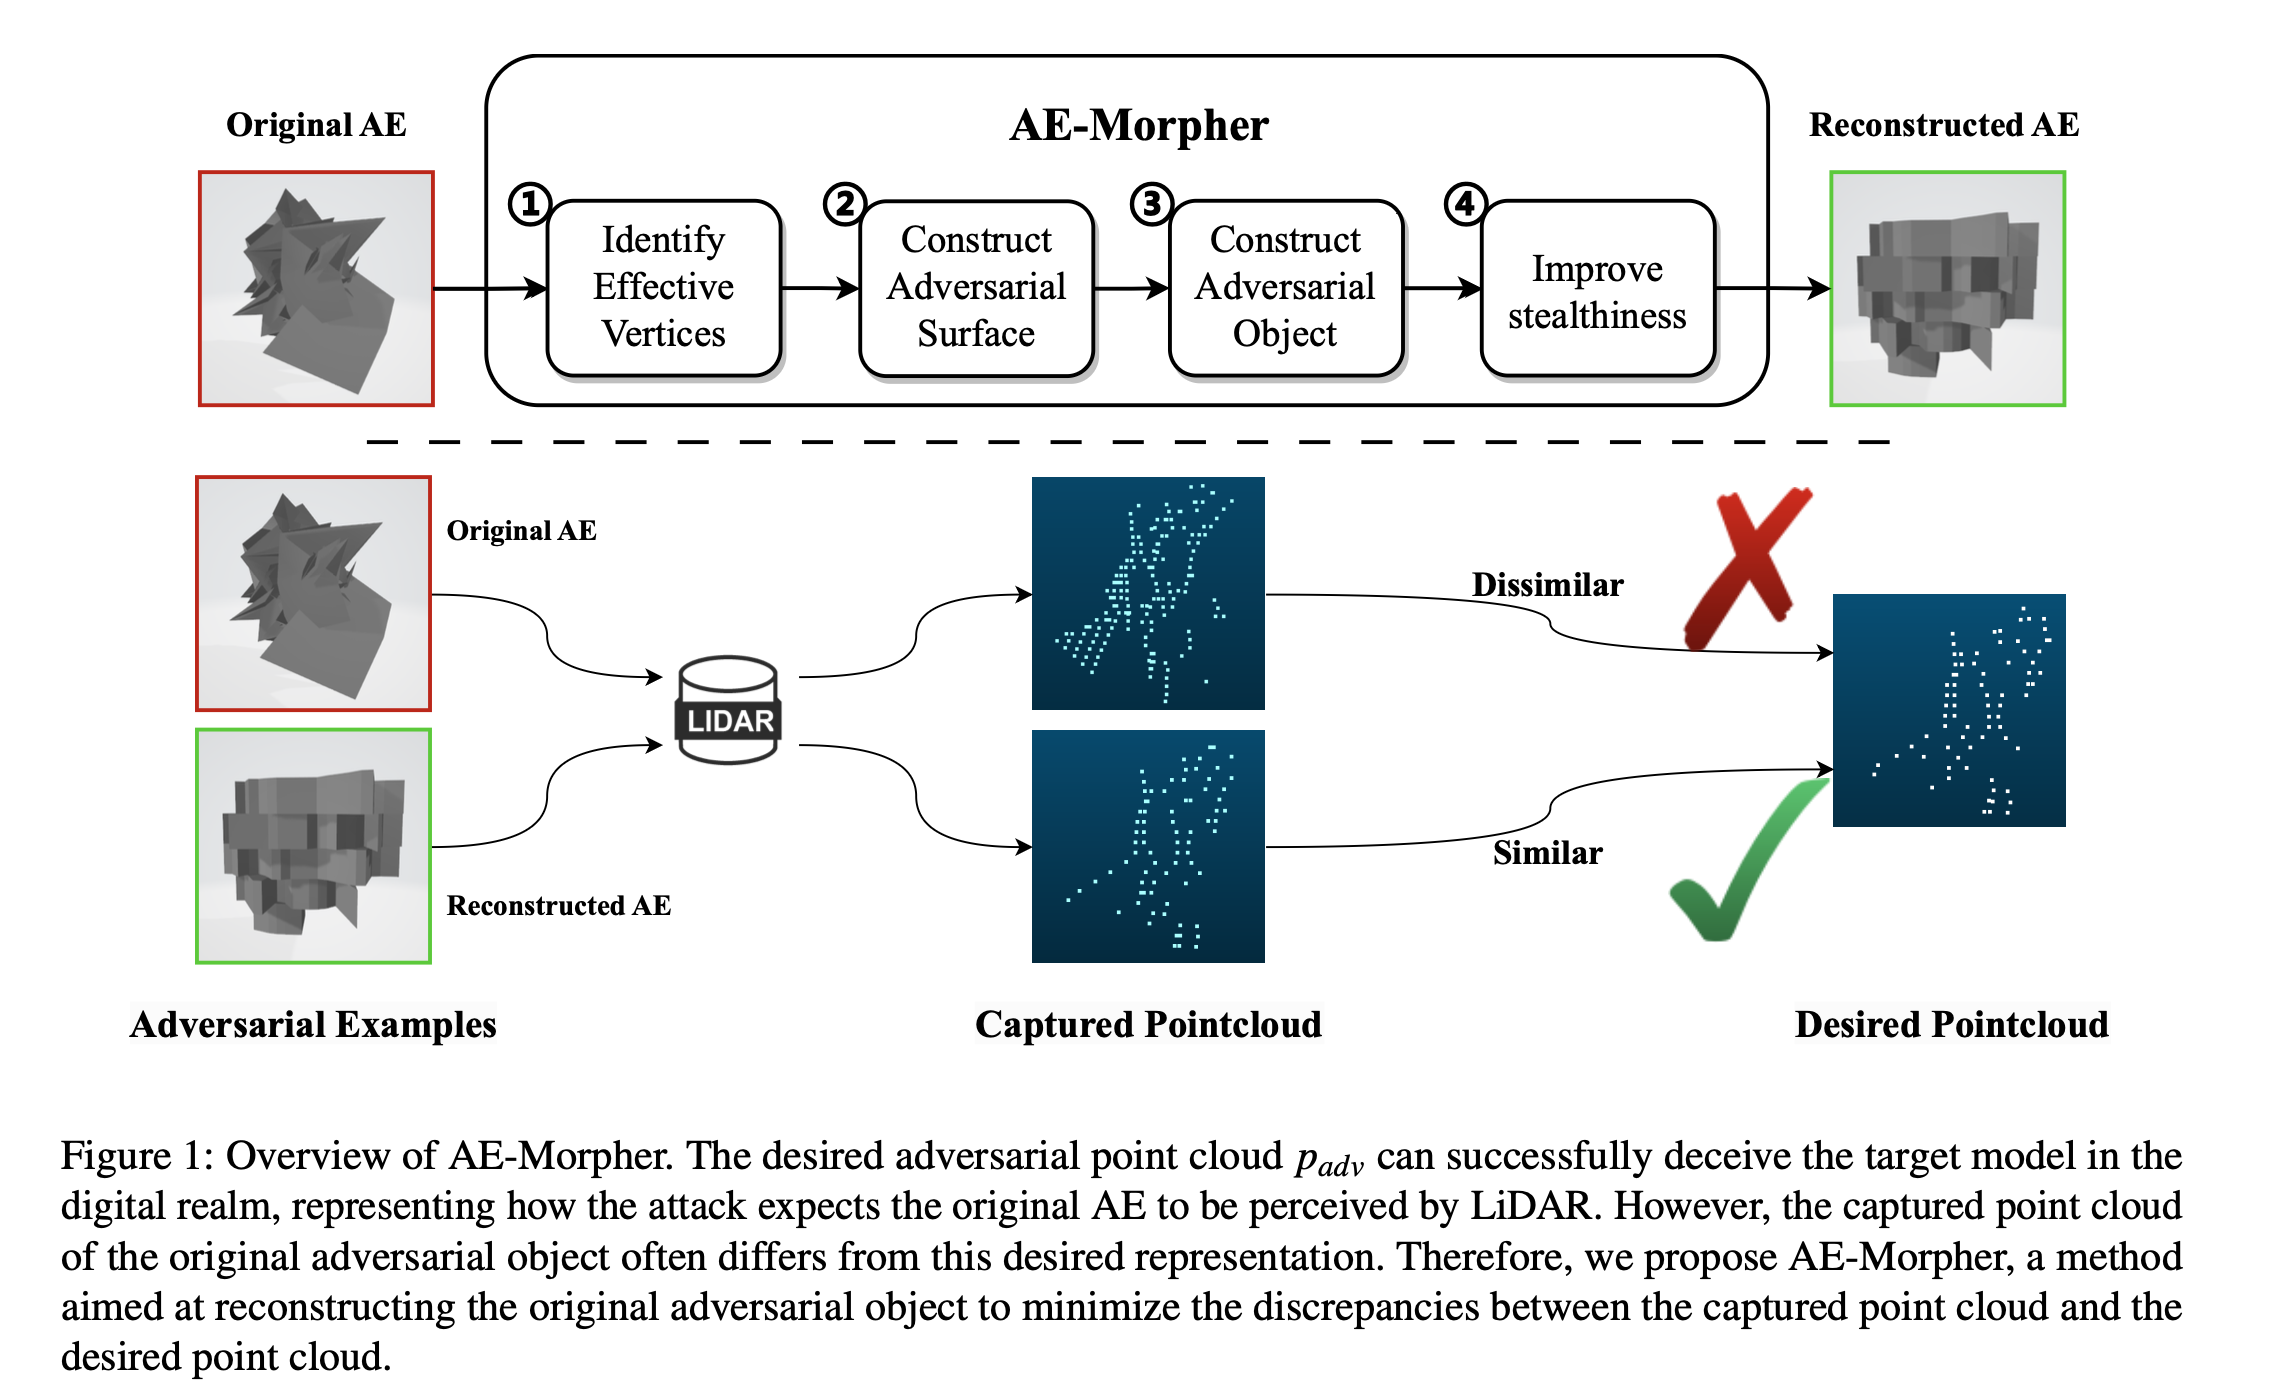 Original AE
AE-Morpher
Reconstructed AE
①
②
③
④
Identify
Effective
Vertices
Construct
Adversarial
Surface
Construct
Adversarial
Object
Improve
stealthiness
Original AE
Dissimilar
LIDAR
Similar
Reconstructed AE
Adversarial Examples
Captured Pointcloud
Desired Pointcloud
Figure 1: Overview of AE-Morpher. The desired adversarial point cloud p_adv can successfully deceive the target model in the
digital realm, representing how the attack expects the original AE to be perceived by LiDAR. However, the captured point cloud
of the original adversarial object often differs from this desired representation. Therefore, we propose AE-Morpher, a method
aimed at reconstructing the original adversarial object to minimize the discrepancies between the captured point cloud and the
desired point cloud.